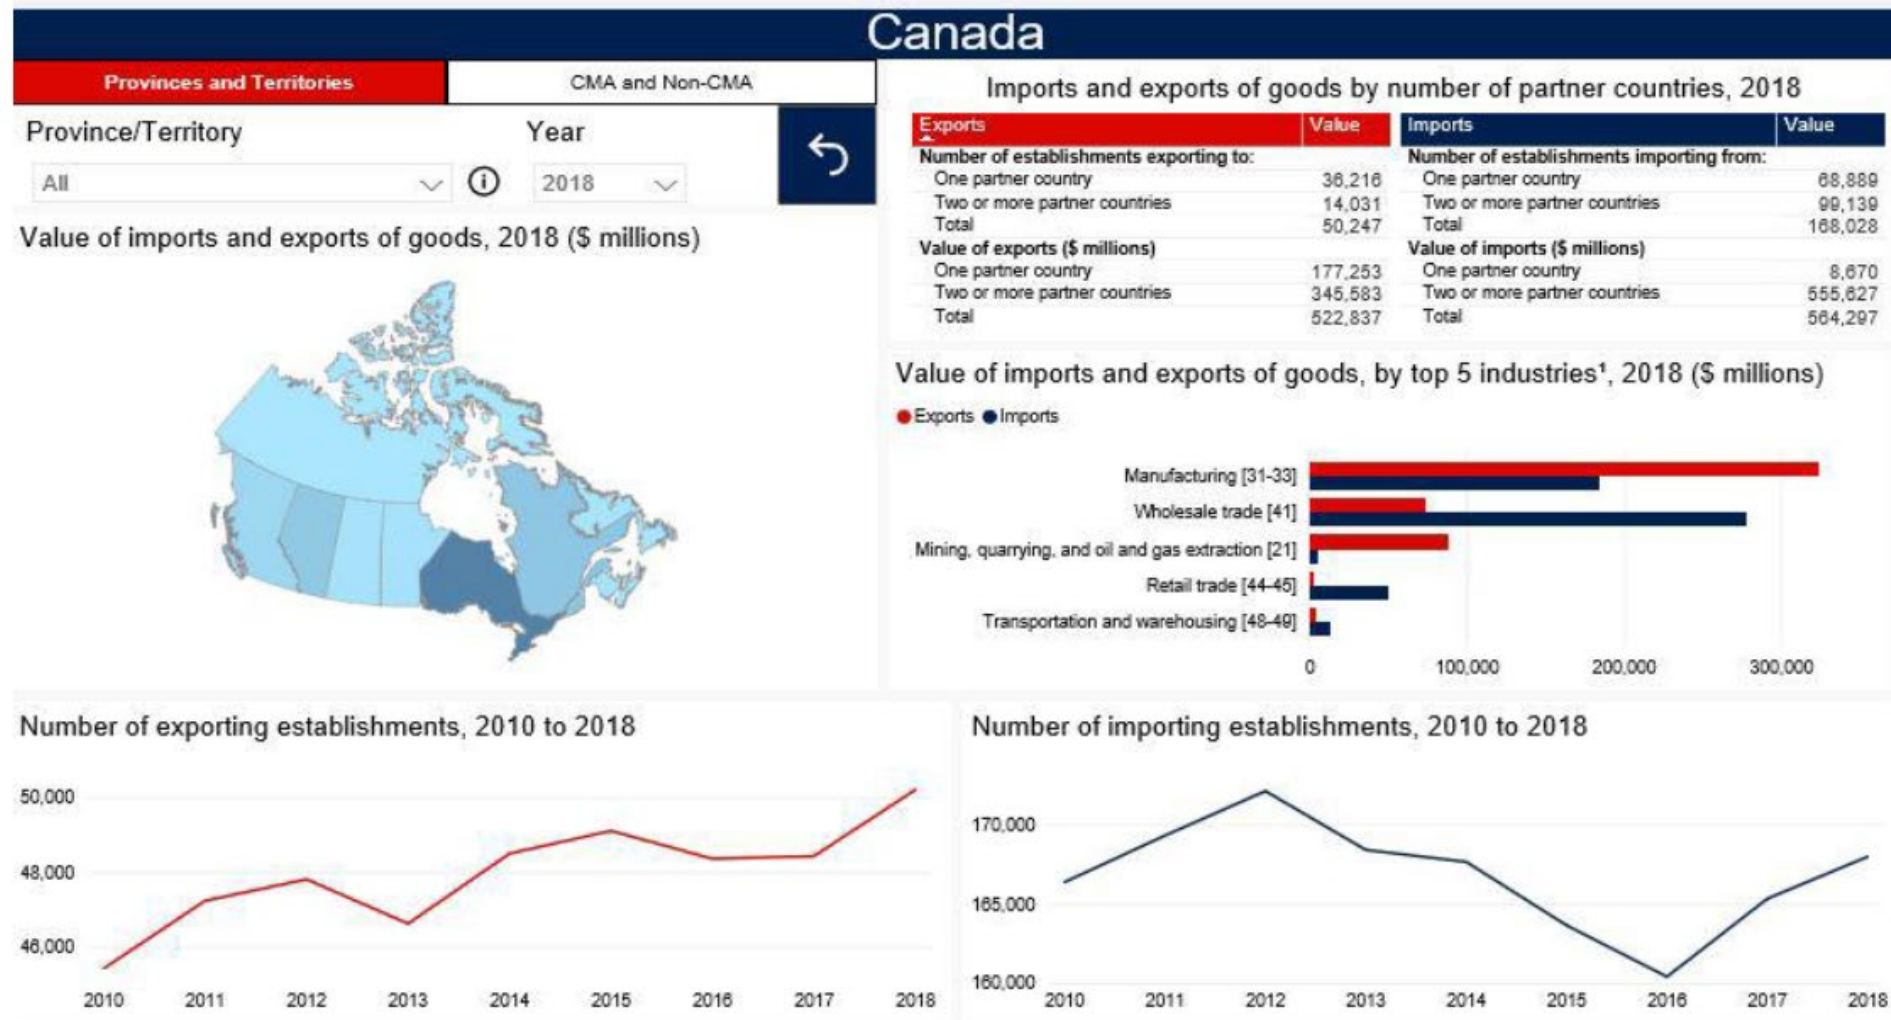 Canada
Provinces and Territories
CMA and Non-CMA
Province/Territory
Year
All
2018
Value of imports and exports of goods, 2018 ($ millions)
Imports and exports of goods by number of partner countries, 2018
Exports Value
Number of establishments exporting to:
One partner country 36,216
Two or more partner countries 14,031
Total 50,247
Value of exports ($ millions)
One partner country 177,253
Two or more partner countries 345,583
Total 522,837
Imports Value
Number of establishments importing from:
One partner country 68,889
Two or more partner countries 99,139
Total 168,028
Value of imports ($ millions)
One partner country 8,670
Two or more partner countries 555,627
Total 564,297
Value of imports and exports of goods, by top 5 industries¹, 2018 ($ millions)
Exports Imports
Manufacturing [31-33]
Wholesale trade [41]
Mining, quarrying, and oil and gas extraction [21]
Retail trade [44-45]
Transportation and warehousing [48-49]
0 100,000 200,000 300,000
Number of exporting establishments, 2010 to 2018
50,000
48,000
46,000
2010 2011 2012 2013 2014 2015 2016 2017 2018
Number of importing establishments, 2010 to 2018
170,000
165,000
160,000
2010 2011 2012 2013 2014 2015 2016 2017 2018